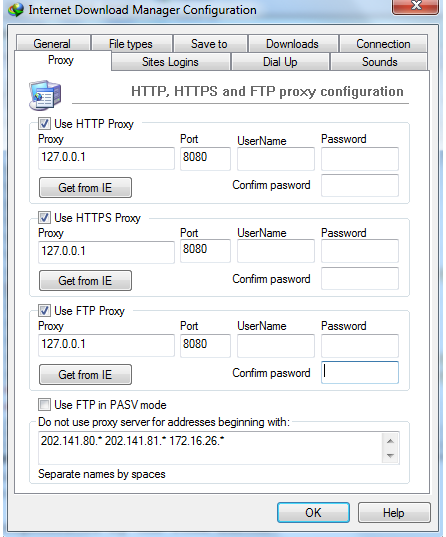 Internet Download Manager Configuration
General File types Save to Downloads Connection
Proxy Sites Logins Dial Up Sounds
HTTP, HTTPS and FTP proxy configuration
Use HTTP Proxy
Proxy Port UserName Password
127.0.0.1 8080
Get from IE Confirm pasword
Use HTTPS Proxy
Proxy Port UserName Password
127.0.0.1 8080
Get from IE Confirm pasword
Use FTP Proxy
Proxy Port UserName Password
127.0.0.1 8080
Get from IE Confirm pasword
Use FTP in PASV mode
Do not use proxy server for addresses beginning with:
202.141.80.* 202.141.81.* 172.16.26.*
Separate names by spaces
OK Help